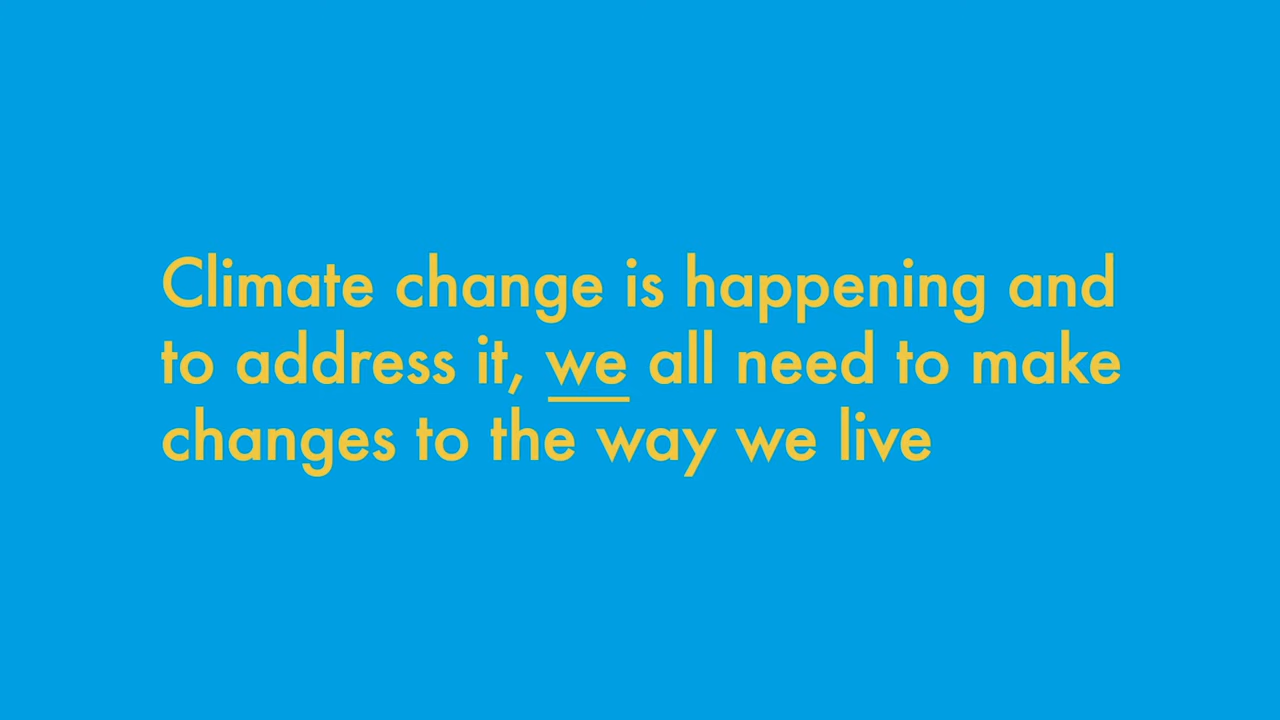 Climate change is happening and
to address it, we all need to make
changes to the way we live